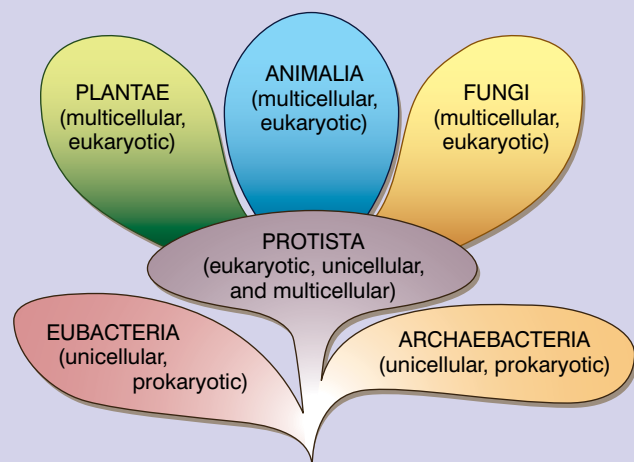 PLANTAE
(multicellular,
eukaryotic)
ANIMALIA
(multicellular,
eukaryotic)
FUNGI
(multicellular,
eukaryotic)
PROTISTA
(eukaryotic, unicellular,
and multicellular)
EUBACTERIA
(unicellular,
prokaryotic)
ARCHAEBACTERIA
(unicellular, prokaryotic)